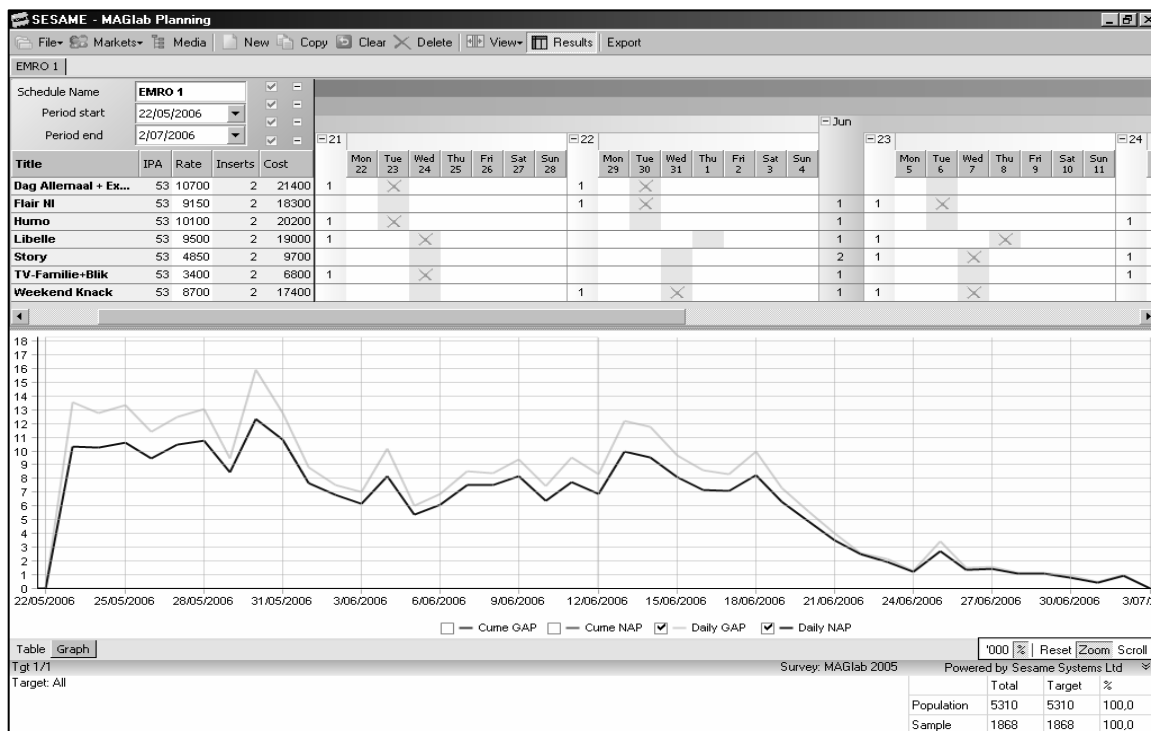 SESAME - MAGlab Planning
File Markets Media New Copy Clear Delete View Results Export
EMRO 1
Schedule Name EMRO 1
Period start 22/05/2006
Period end 2/07/2006
Jun
21 22 23 24
Title IPA Rate Inserts Cost Mon 22 Tue 23 Wed 24 Thu 25 Fri 26 Sat 27 Sun 28 Mon 29 Tue 30 Wed 31 Thu 1 Fri 2 Sat 3 Sun 4 Mon 5 Tue 6 Wed 7 Thu 8 Fri 9 Sat 10 Sun 11
Dag Allemaal + Ex... 53 10700 2 21400 1 1
Flair Nl 53 9150 2 18300 1 1 1
Humo 53 10100 2 20200 1 1 1
Libelle 53 9500 2 19000 1 1 1
Story 53 4850 2 9700 2 1 1
TV-Familie+Blik 53 3400 2 6800 1 1 1
Weekend Knack 53 8700 2 17400 1 1 1
18
17
16
15
14
13
12
11
10
9
8
7
6
5
4
3
2
1
0
22/05/2006 25/05/2006 28/05/2006 31/05/2006 3/06/2006 6/06/2006 9/06/2006 12/06/2006 15/06/2006 18/06/2006 21/06/2006 24/06/2006 27/06/2006 30/06/2006 3/07/
Cume GAP Cume NAP Daily GAP Daily NAP
Table Graph '000 % Reset Zoom Scroll
Tgt 1/1 Survey: MAGlab 2005 Powered by Sesame Systems Ltd
Target: All
Total Target %
Population 5310 5310 100,0
Sample 1868 1868 100,0